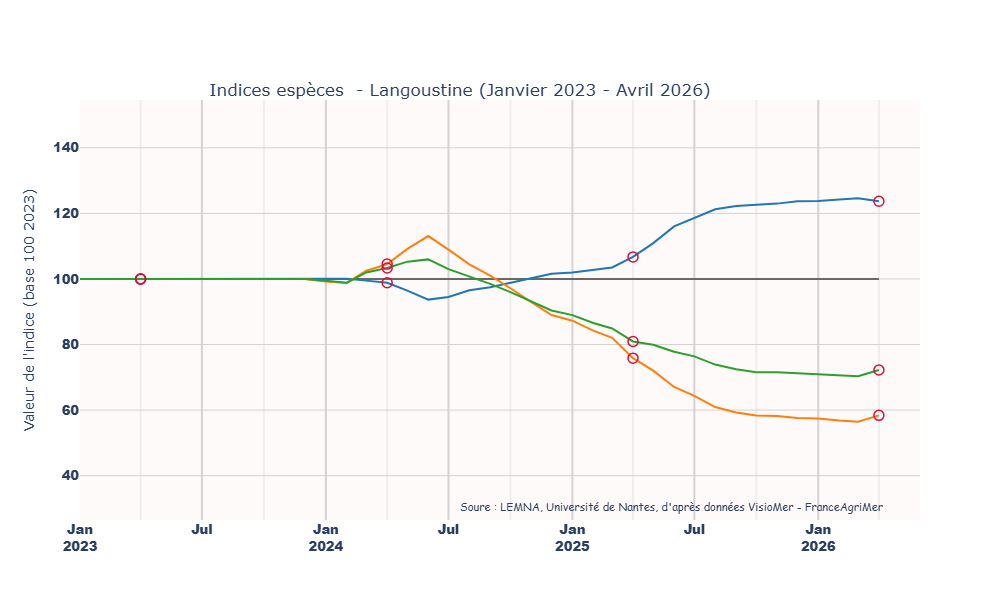 Indices espèces  - Langoustine (Janvier 2023 - Avril 2026)
Valeur de l'indice (base 100 2023)
140
120
100
80
60
40
Soure : LEMNA, Université de Nantes, d'après données VisioMer - FranceAgriMer
Jan Jul Jan Jul Jan Jul Jan
2023 2024 2025 2026